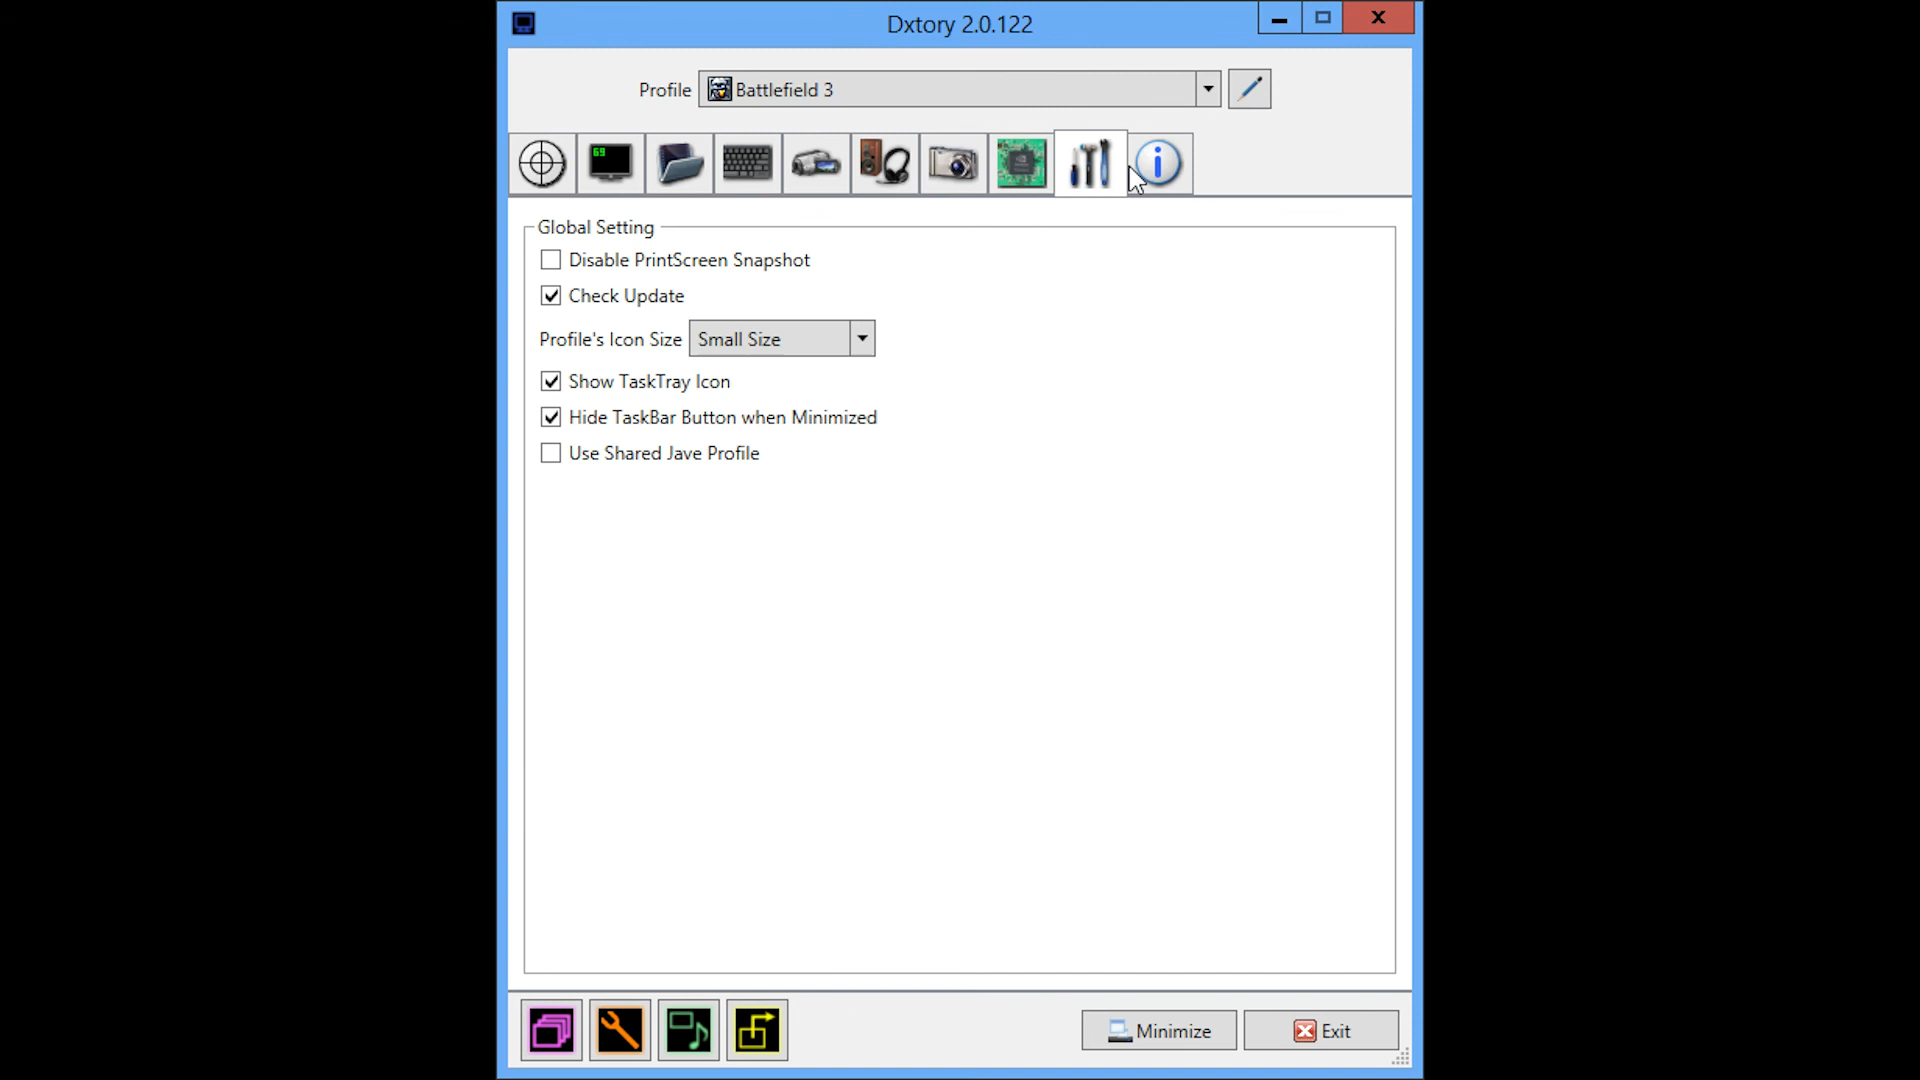 Dxtory 2.0.122
Profile
Battlefield 3
69
Global Setting
Disable PrintScreen Snapshot
Check Update
Profile's Icon Size
Small Size
Show TaskTray Icon
Hide TaskBar Button when Minimized
Use Shared Jave Profile
Minimize
Exit